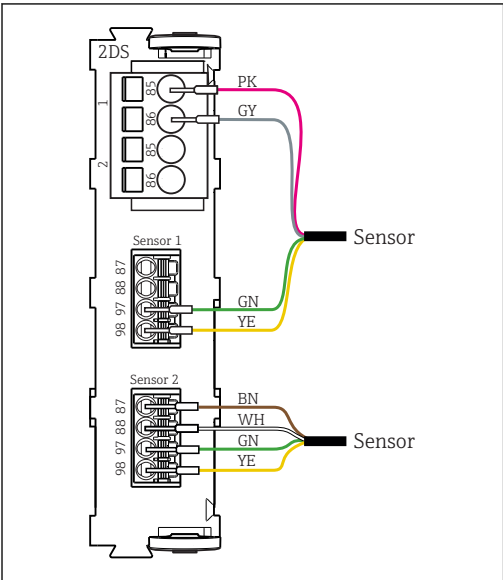 2DS
1
85
PK
86
GY
2
85
86
Sensor
Sensor 1
87
88
97
GN
98
YE
Sensor 2
87
BN
88
WH
97
GN
Sensor
98
YE